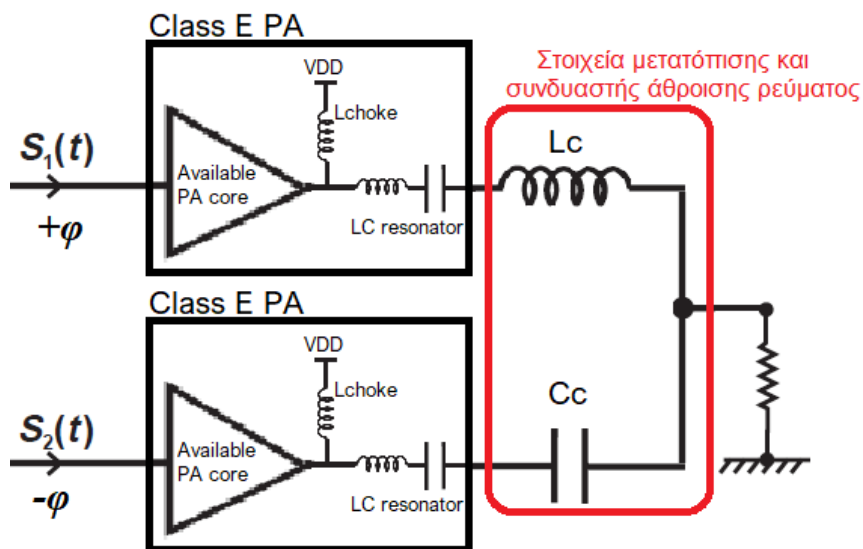 Class E PA
Στοιχεία μετατόπισης και
συνδυαστής άθροισης ρεύματος
VDD
Lchoke
S1(t)
+φ
Available
PA core
LC resonator
Lc
Class E PA
VDD
Lchoke
S2(t)
-φ
Available
PA core
LC resonator
Cc